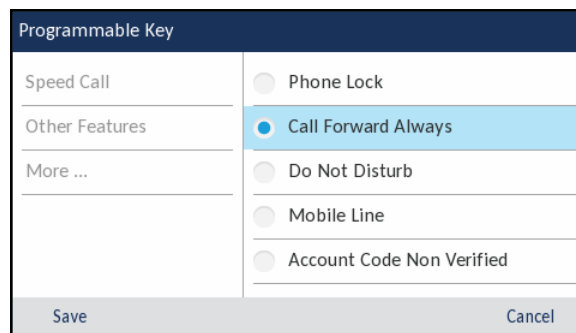 Programmable Key
Speed Call
Other Features
More ...
Phone Lock
Call Forward Always
Do Not Disturb
Mobile Line
Account Code Non Verified
Save
Cancel